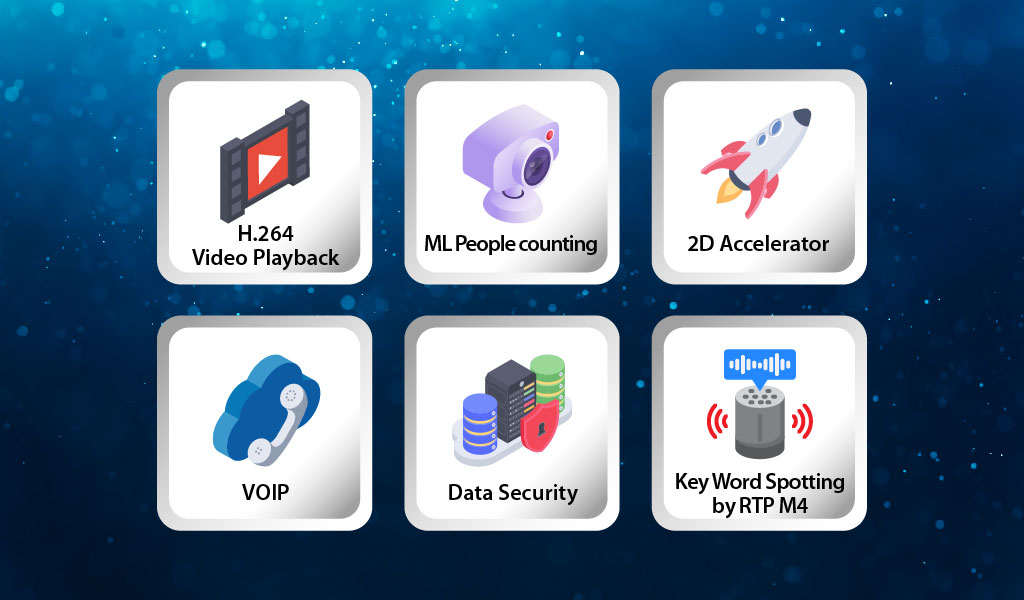 H.264
Video Playback
ML People counting
2D Accelerator
VOIP
Data Security
Key Word Spotting
by RTP M4